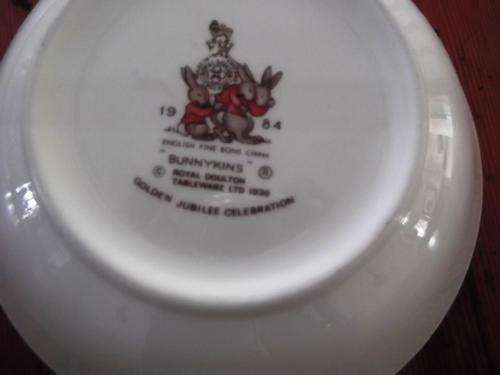 19 84
ENGLISH FINE BONE CHINA
"BUNNYKINS" ®
© ROYAL DOULTON
TABLEWARE LTD 1936
GOLDEN JUBILEE CELEBRATION